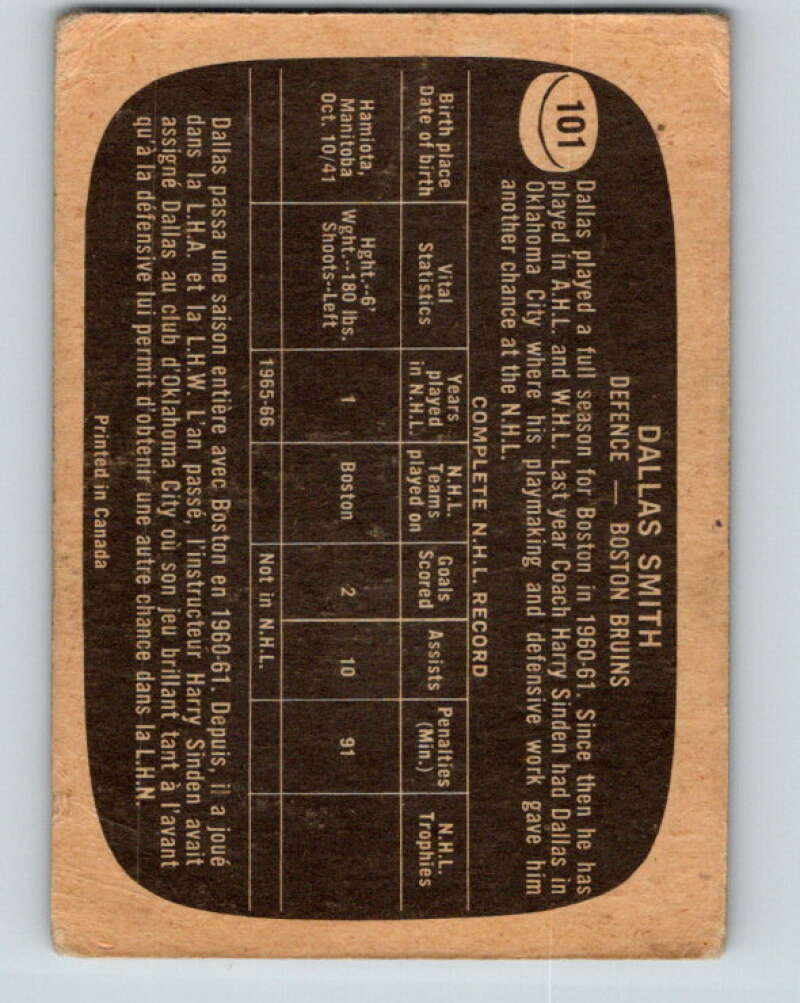 101
DALLAS SMITH
DEFENCE — BOSTON BRUINS
Dallas played a full season for Boston in 1960-61. Since then he has
played in A.H.L. and W.H.L. Last year Coach Harry Sinden had Dallas in
Oklahoma City where his playmaking and defensive work gave him
another chance at the N.H.L.
COMPLETE N.H.L. RECORD
Birth place
Date of birth
Vital
Statistics
Years
played
in N.H.L.
N.H.L.
Teams
played on
Goals
Scored
Assists
Penalties
(Min.)
N.H.L.
Trophies
Hamiota,
Manitoba
Oct. 10/41
Hght.--6'
Wght.--180 lbs.
Shoots--Left
1
Boston
2
10
91
1965-66
Not in N.H.L.
Dallas passa une saison entière avec Boston en 1960-61. Depuis, il a joué
dans la L.H.A. et la L.H.W. L'an passé, l'instructeur Harry Sinden avait
assigné Dallas au club d'Oklahoma City où son jeu brillant tant à l'avant
qu'à la défensive lui permit d'obtenir une autre chance dans la L.H.N.
Printed in Canada